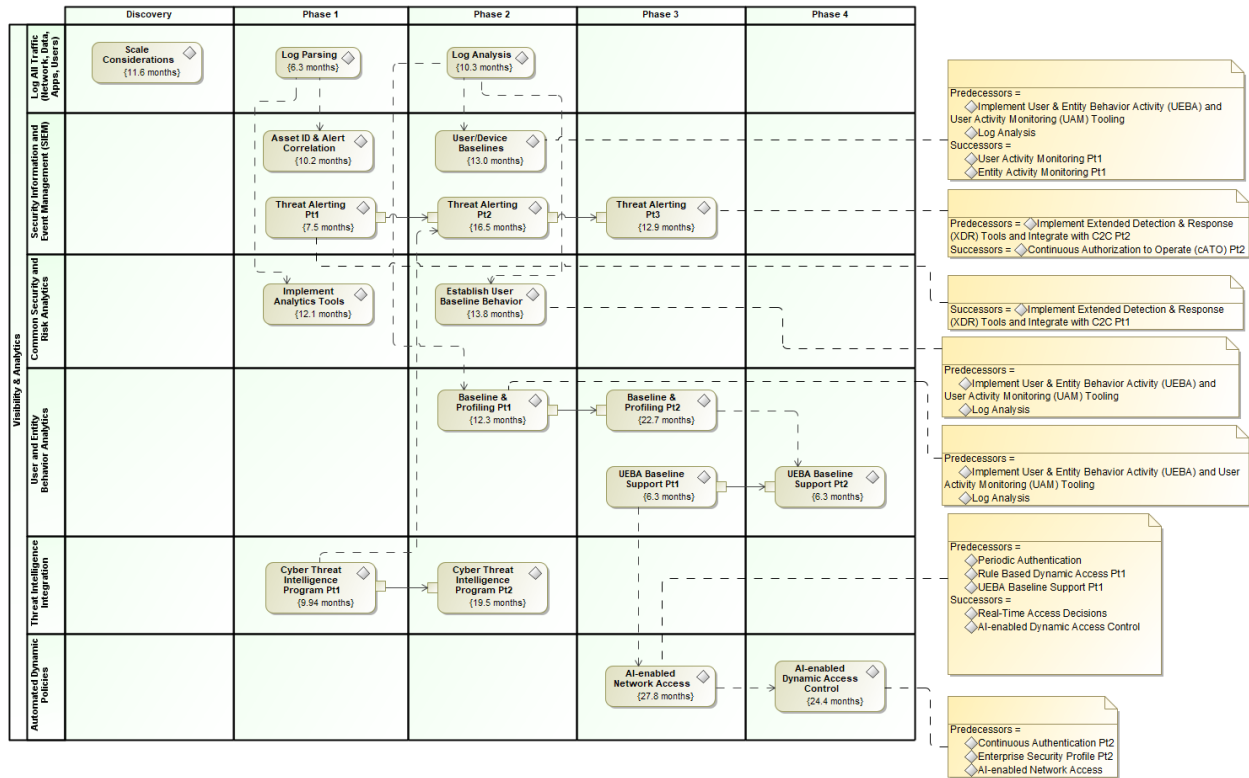 Discovery
Phase 1
Phase 2
Phase 3
Phase 4
Visibility & Analytics
Log All Traffic
(Network, Data,
Apps, Users)
Scale
Considerations
{11.6 months}
Log Parsing
{6.3 months}
Log Analysis
{10.3 months}
Security Information and
Event Management (SIEM)
Asset ID & Alert
Correlation
{10.2 months}
User/Device
Baselines
{13.0 months}
Threat Alerting
Pt1
{7.5 months}
Threat Alerting
Pt2
{16.5 months}
Threat Alerting
Pt3
{12.9 months}
Common Security and
Risk Analytics
Implement
Analytics Tools
{12.1 months}
Establish User
Baseline Behavior
{13.8 months}
User and Entity
Behavior Analytics
Baseline &
Profiling Pt1
{12.3 months}
Baseline &
Profiling Pt2
{22.7 months}
UEBA Baseline
Support Pt1
{6.3 months}
UEBA Baseline
Support Pt2
{6.3 months}
Threat Intelligence
Integration
Cyber Threat
Intelligence
Program Pt1
{9.94 months}
Cyber Threat
Intelligence
Program Pt2
{19.5 months}
Automated Dynamic
Policies
AI-enabled
Network Access
{27.8 months}
AI-enabled
Dynamic Access
Control
{24.4 months}
Predecessors =
Implement User & Entity Behavior Activity (UEBA) and
User Activity Monitoring (UAM) Tooling
Log Analysis
Successors =
User Activity Monitoring Pt1
Entity Activity Monitoring Pt1
Predecessors = Implement Extended Detection & Response
(XDR) Tools and Integrate with C2C Pt2
Successors = Continuous Authorization to Operate (cATO) Pt2
Successors = Implement Extended Detection & Response
(XDR) Tools and Integrate with C2C Pt1
Predecessors =
Implement User & Entity Behavior Activity (UEBA) and
User Activity Monitoring (UAM) Tooling
Log Analysis
Predecessors =
Implement User & Entity Behavior Activity (UEBA) and User
Activity Monitoring (UAM) Tooling
Log Analysis
Predecessors =
Periodic Authentication
Rule Based Dynamic Access Pt1
UEBA Baseline Support Pt1
Successors =
Real-Time Access Decisions
AI-enabled Dynamic Access Control
Predecessors =
Continuous Authentication Pt2
Enterprise Security Profile Pt2
AI-enabled Network Access